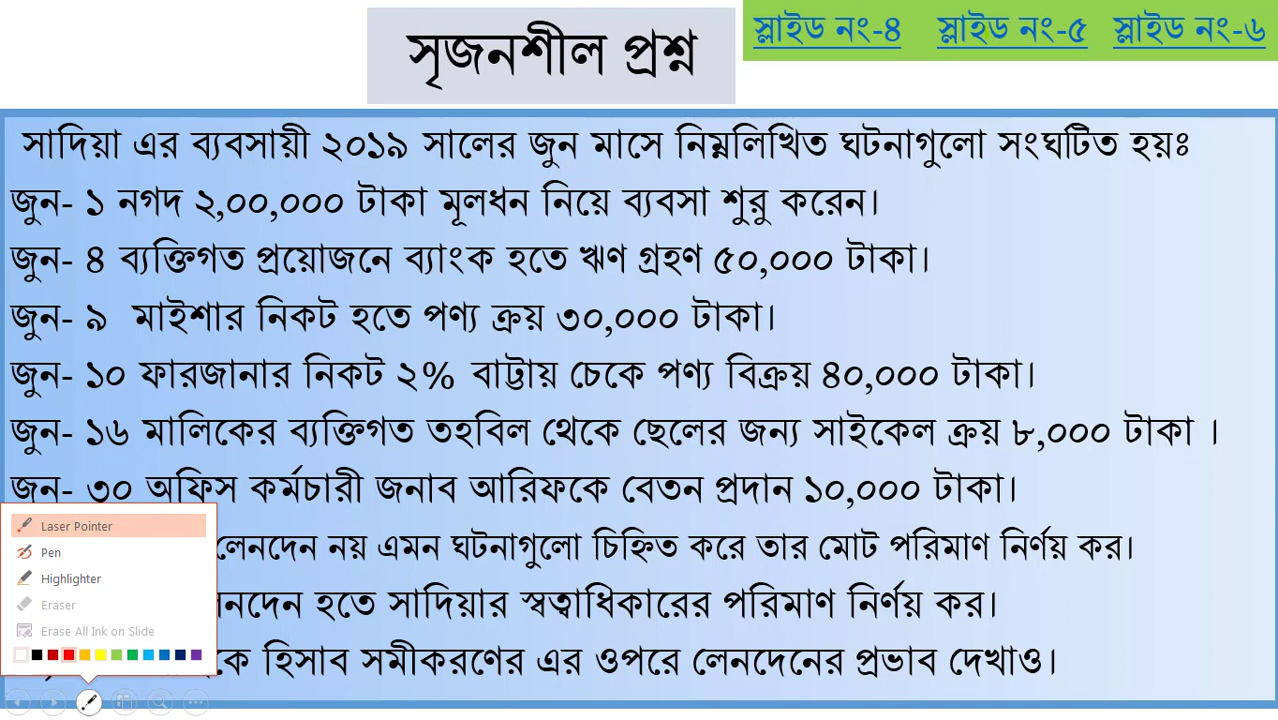 স্লাইড নং-৪ স্লাইড নং-৫ স্লাইড নং-৬
সৃজনশীল প্রশ্ন
সাদিয়া এর ব্যবসায়ী ২০১৯ সালের জুন মাসে নিম্নলিখিত ঘটনাগুলো সংঘটিত হয়ঃ
জুন- ১ নগদ ২,০০,০০০ টাকা মূলধন নিয়ে ব্যবসা শুরু করেন।
জুন- ৪ ব্যক্তিগত প্রয়োজনে ব্যাংক হতে ঋণ গ্রহণ ৫০,০০০ টাকা।
জুন- ৯ মাইশার নিকট হতে পণ্য ক্রয় ৩০,০০০ টাকা।
জুন- ১০ ফারজানার নিকট ২% বাট্টায় চেকে পণ্য বিক্রয় ৪০,০০০ টাকা।
জুন- ১৬ মালিকের ব্যক্তিগত তহবিল থেকে ছেলের জন্য সাইকেল ক্রয় ৮,০০০ টাকা ।
জুন- ৩০ অফিস কর্মচারী জনাব আরিফকে বেতন প্রদান ১০,০০০ টাকা।
লেনদেন নয় এমন ঘটনাগুলো চিহ্নিত করে তার মোট পরিমাণ নির্ণয় কর।
হতে সাদিয়ার স্বত্বাধিকারের পরিমাণ নির্ণয় কর।
হিসাব সমীকরণের এর ওপরে লেনদেনের প্রভাব দেখাও।
Laser Pointer
Pen
Highlighter
Eraser
Erase All Ink on Slide